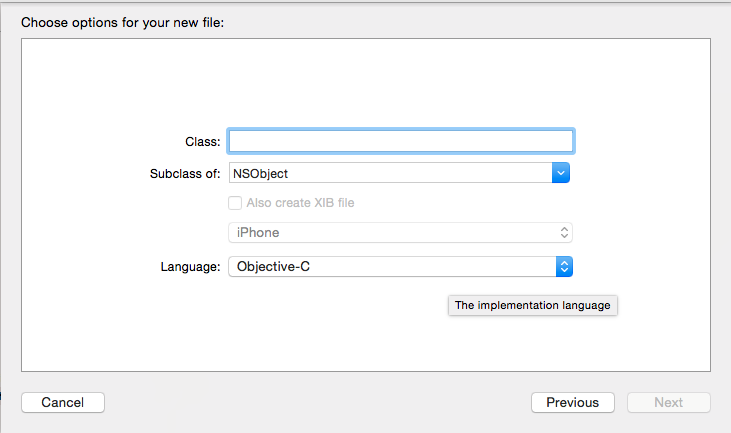 Choose options for your new file:
Class:
Subclass of: NSObject
Also create XIB file
iPhone
Language: Objective-C
The implementation language
Cancel Previous Next